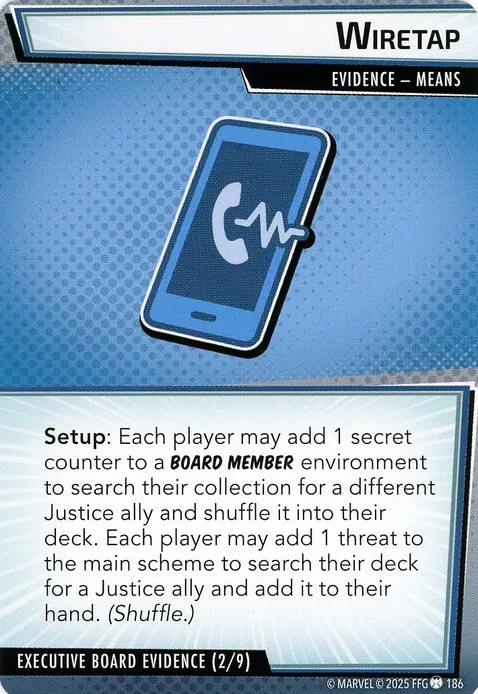 WIRETAP
EVIDENCE – MEANS
Setup: Each player may add 1 secret
counter to a BOARD MEMBER environment
to search their collection for a different
Justice ally and shuffle it into their
deck. Each player may add 1 threat to
the main scheme to search their deck
for a Justice ally and add it to their
hand. (Shuffle.)
EXECUTIVE BOARD EVIDENCE (2/9)
© MARVEL © 2025 FFG 186